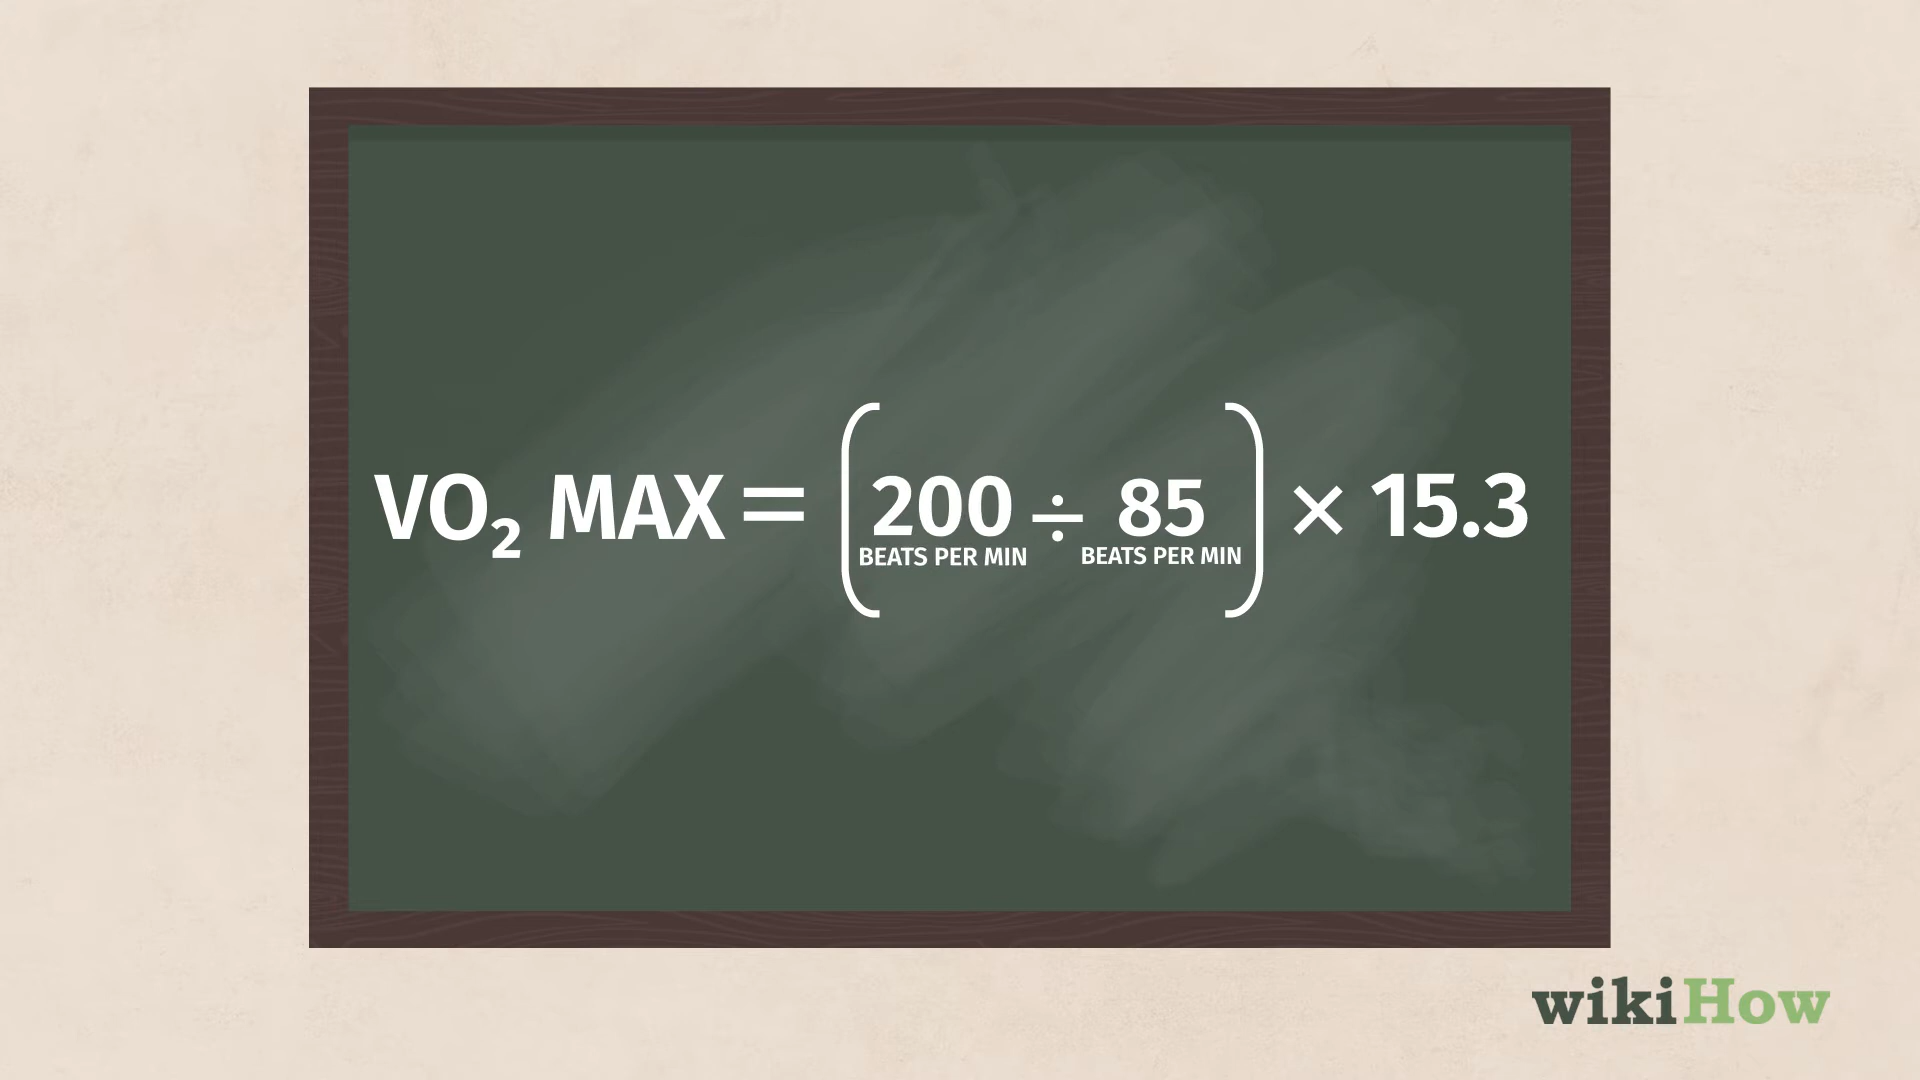 VO₂ MAX = (200 ÷ 85) × 15.3
BEATS PER MIN BEATS PER MIN
wikiHow